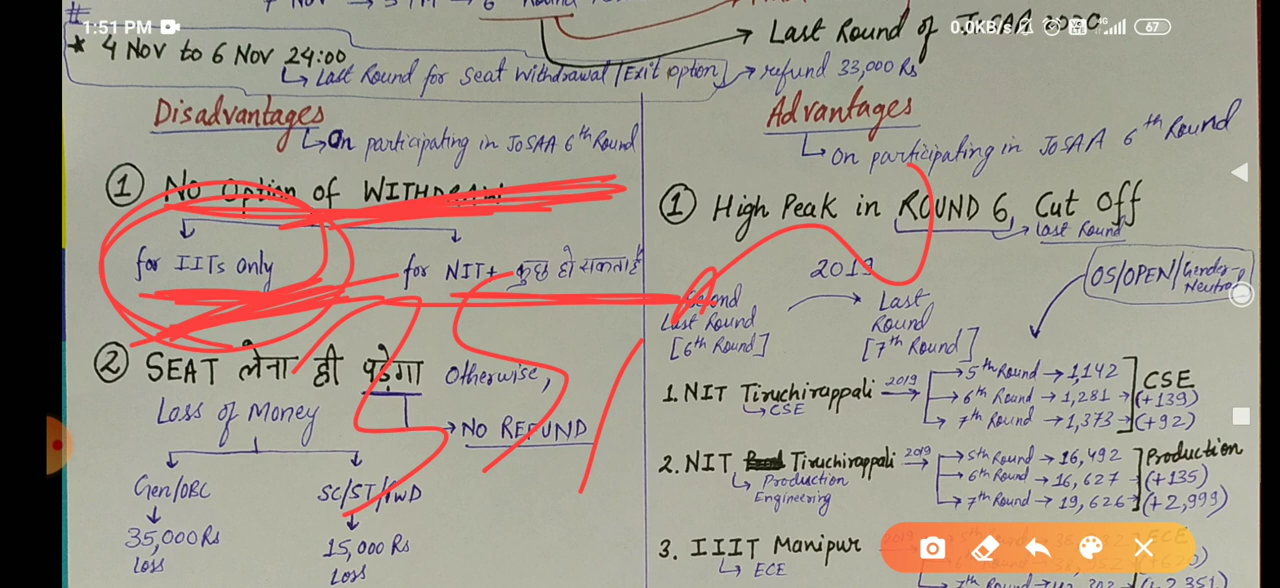 #
7 Nov → 5 PM → 6
1:51 PM
0.0KB/s
67
→ Last Round of JoSAA 2020
* 4 Nov to 6 Nov 24:00
Last Round for Seat Withdrawal/Exit option → refund 33,000 Rs
Disadvantages
On participating in JoSAA 6th Round
① No Option of WITHDRAW
for IITs only
for NIT+ कुछ हो सकता है
② SEAT लेना ही पड़ेगा Otherwise,
Loss of Money
→ NO REFUND
Gen/OBC
35,000 Rs
loss
SC/ST/PwD
15,000 Rs
Loss
Advantages
On participating in JoSAA 6th Round
① High Peak in ROUND 6 Cut Off
→ last Round
OS/OPEN/Gender-Neutral
2019
Second Last Round [6th Round]
→ Last Round [7th Round]
1. NIT Tiruchirappali 2019
CSE
5th Round → 1,142
6th Round → 1,281 → (+139)
7th Round → 1,373 → (+92)
CSE
2. NIT Tiruchirappali 2019
Production Engineering
5th Round → 16,492
6th Round → 16,627 → (+135)
7th Round → 19,626 → (+2,999)
Production
3. IIIT Manipur
ECE